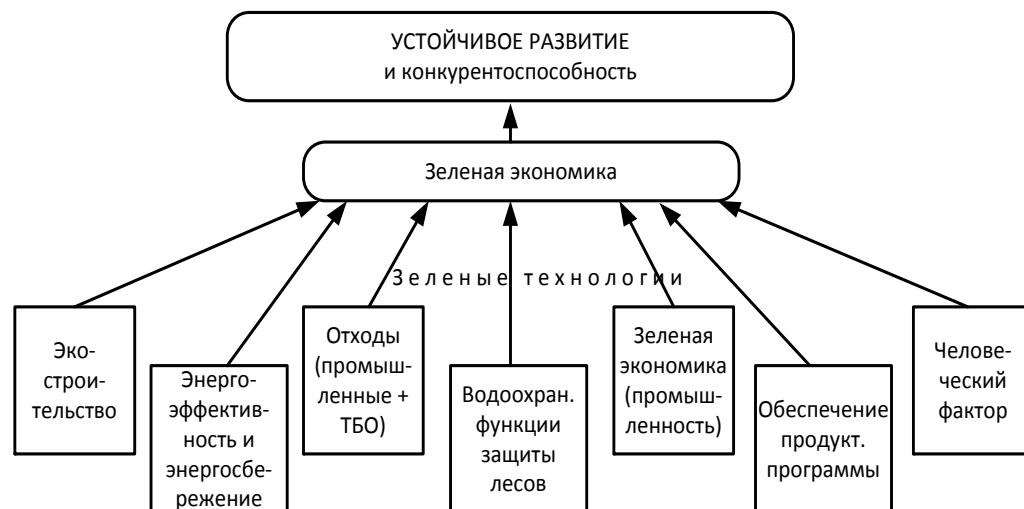 УСТОЙЧИВОЕ РАЗВИТИЕ
и конкурентоспособность
Зеленая экономика
Зеленые технологии
Эко-
строи-
тельство
Энерго-
эффектив-
ность и
энергосбе-
режение
Отходы
(промыш-
ленные +
ТБО)
Водоохран.
функции
защиты
лесов
Зеленая
экономика
(промыш-
ленность)
Обеспечение
продукт.
программы
Челове-
ческий
фактор